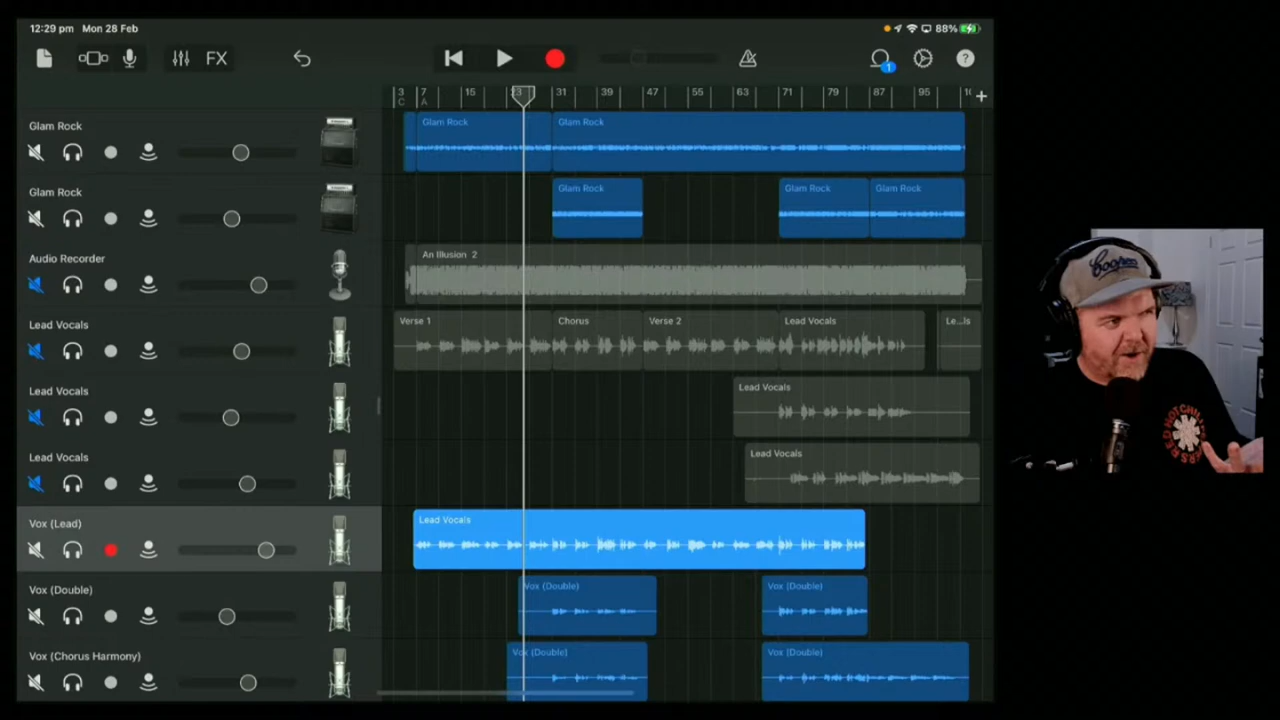 12:29 pm Mon 28 Feb
88%
FX
1
?
3 7 15 23 31 39 47 55 63 71 79 87 95
C A
+
Glam Rock
Glam Rock
Glam Rock
Glam Rock
Glam Rock
Glam Rock
Glam Rock
Audio Recorder
An Illusion 2
Lead Vocals
Verse 1
Chorus
Verse 2
Lead Vocals
Le...ls
Lead Vocals
Lead Vocals
Lead Vocals
Lead Vocals
Vox (Lead)
Lead Vocals
Vox (Double)
Vox (Double)
Vox (Double)
Vox (Chorus Harmony)
Vox (Double)
Vox (Double)